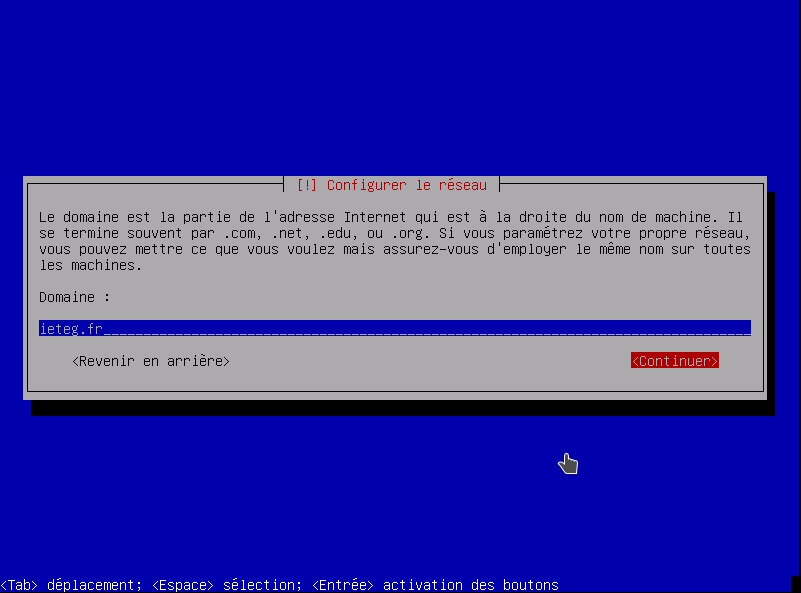 [!] Configurer le réseau
Le domaine est la partie de l'adresse Internet qui est à la droite du nom de machine. Il
se termine souvent par .com, .net, .edu, ou .org. Si vous paramétrez votre propre réseau,
vous pouvez mettre ce que vous voulez mais assurez-vous d'employer le même nom sur toutes
les machines.
Domaine :
ieteg.fr
<Revenir en arrière> <Continuer>
<Tab> déplacement; <Espace> sélection; <Entrée> activation des boutons